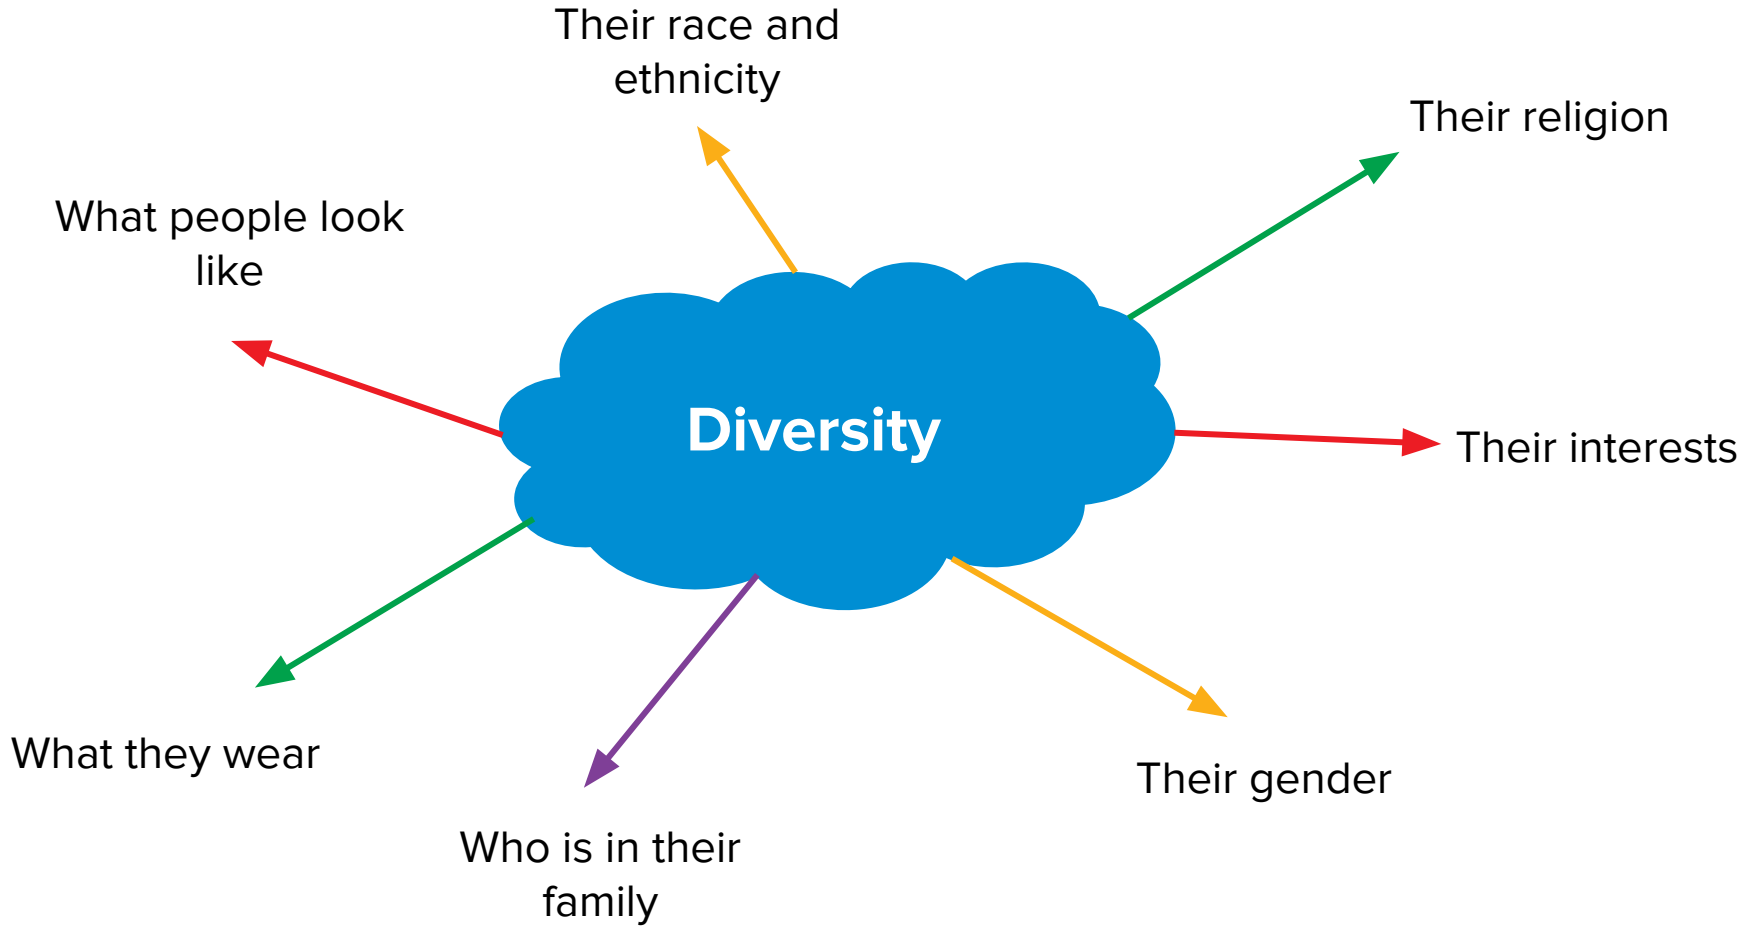 Their race and
ethnicity
Their religion
What people look
like
Diversity
Their interests
What they wear
Their gender
Who is in their
family